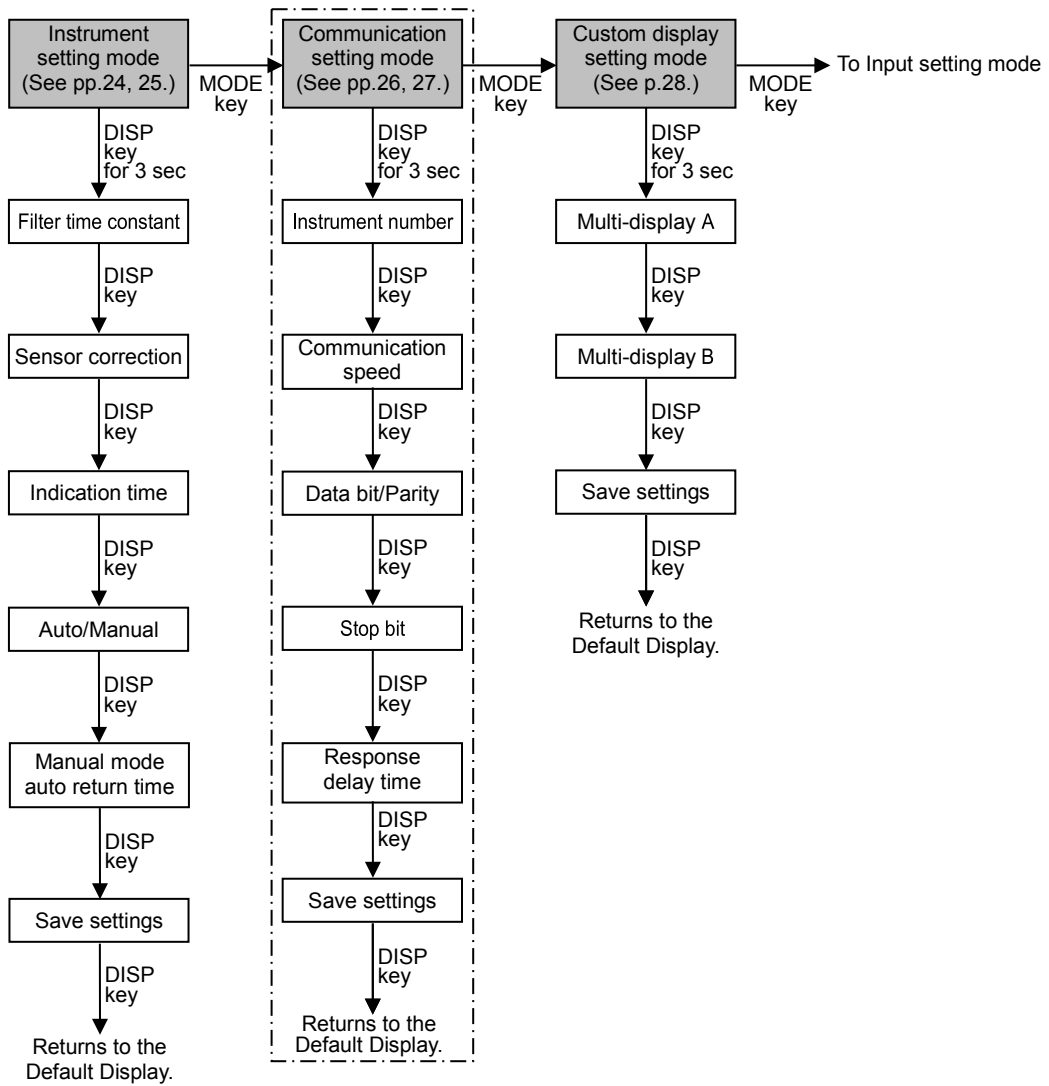 Instrument
setting mode
(See pp.24, 25.)
MODE
key
Communication
setting mode
(See pp.26, 27.)
MODE
key
Custom display
setting mode
(See p.28.)
MODE
key
To Input setting mode
DISP
key
for 3 sec
Filter time constant
DISP
key
Sensor correction
DISP
key
Indication time
DISP
key
Auto/Manual
DISP
key
Manual mode
auto return time
DISP
key
Save settings
DISP
key
Returns to the
Default Display.
DISP
key
for 3 sec
Instrument number
DISP
key
Communication
speed
DISP
key
Data bit/Parity
DISP
key
Stop bit
DISP
key
Response
delay time
DISP
key
Save settings
DISP
key
Returns to the
Default Display.
DISP
key
for 3 sec
Multi-display A
DISP
key
Multi-display B
DISP
key
Save settings
DISP
key
Returns to the
Default Display.